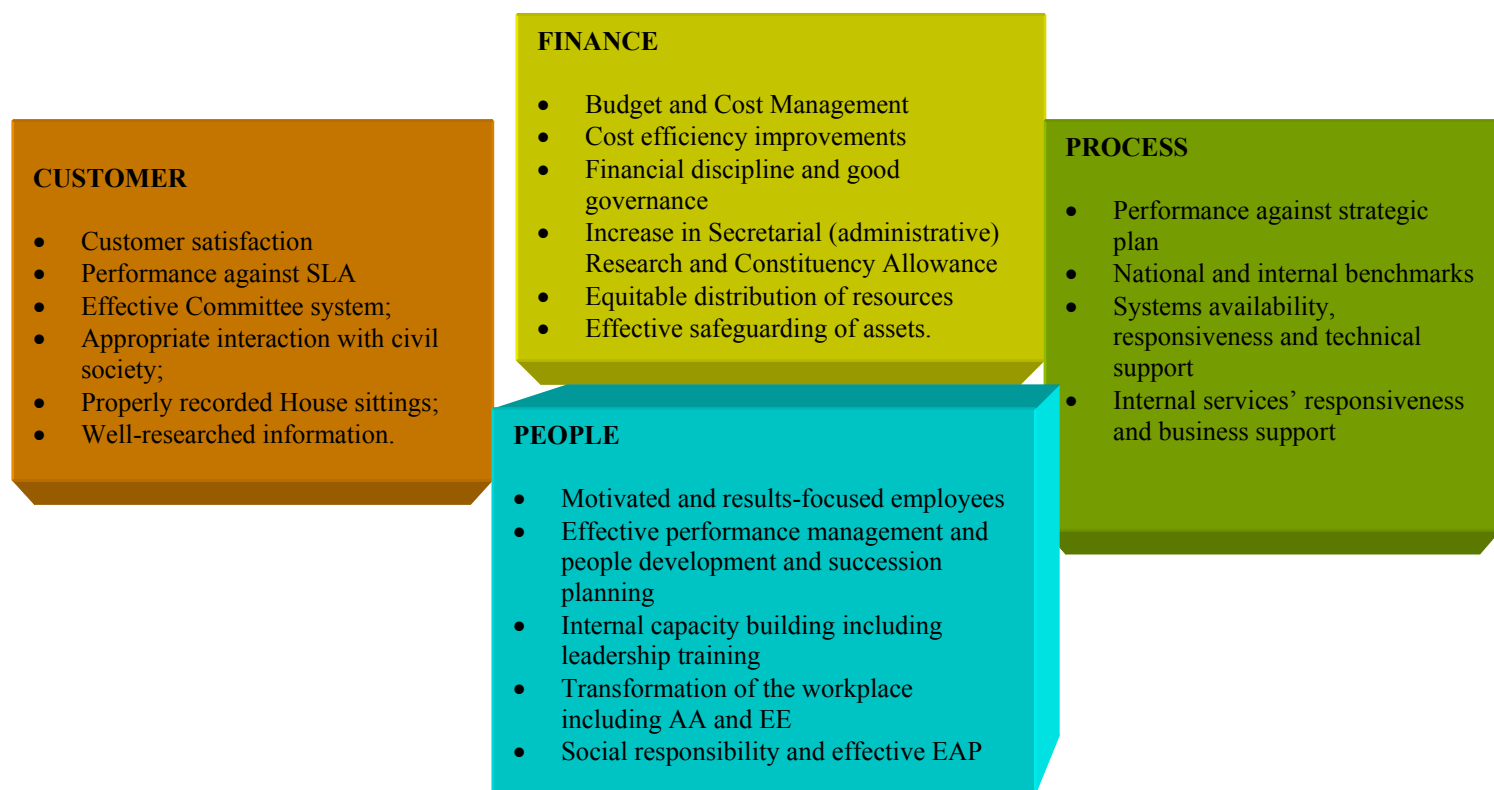 CUSTOMER
• Customer satisfaction
• Performance against SLA
• Effective Committee system;
• Appropriate interaction with civil
society;
• Properly recorded House sittings;
• Well-researched information.
FINANCE
• Budget and Cost Management
• Cost efficiency improvements
• Financial discipline and good
governance
• Increase in Secretarial (administrative)
Research and Constituency Allowance
• Equitable distribution of resources
• Effective safeguarding of assets.
PROCESS
• Performance against strategic
plan
• National and internal benchmarks
• Systems availability,
responsiveness and technical
support
• Internal services’ responsiveness
and business support
PEOPLE
• Motivated and results-focused employees
• Effective performance management and
people development and succession
planning
• Internal capacity building including
leadership training
• Transformation of the workplace
including AA and EE
• Social responsibility and effective EAP